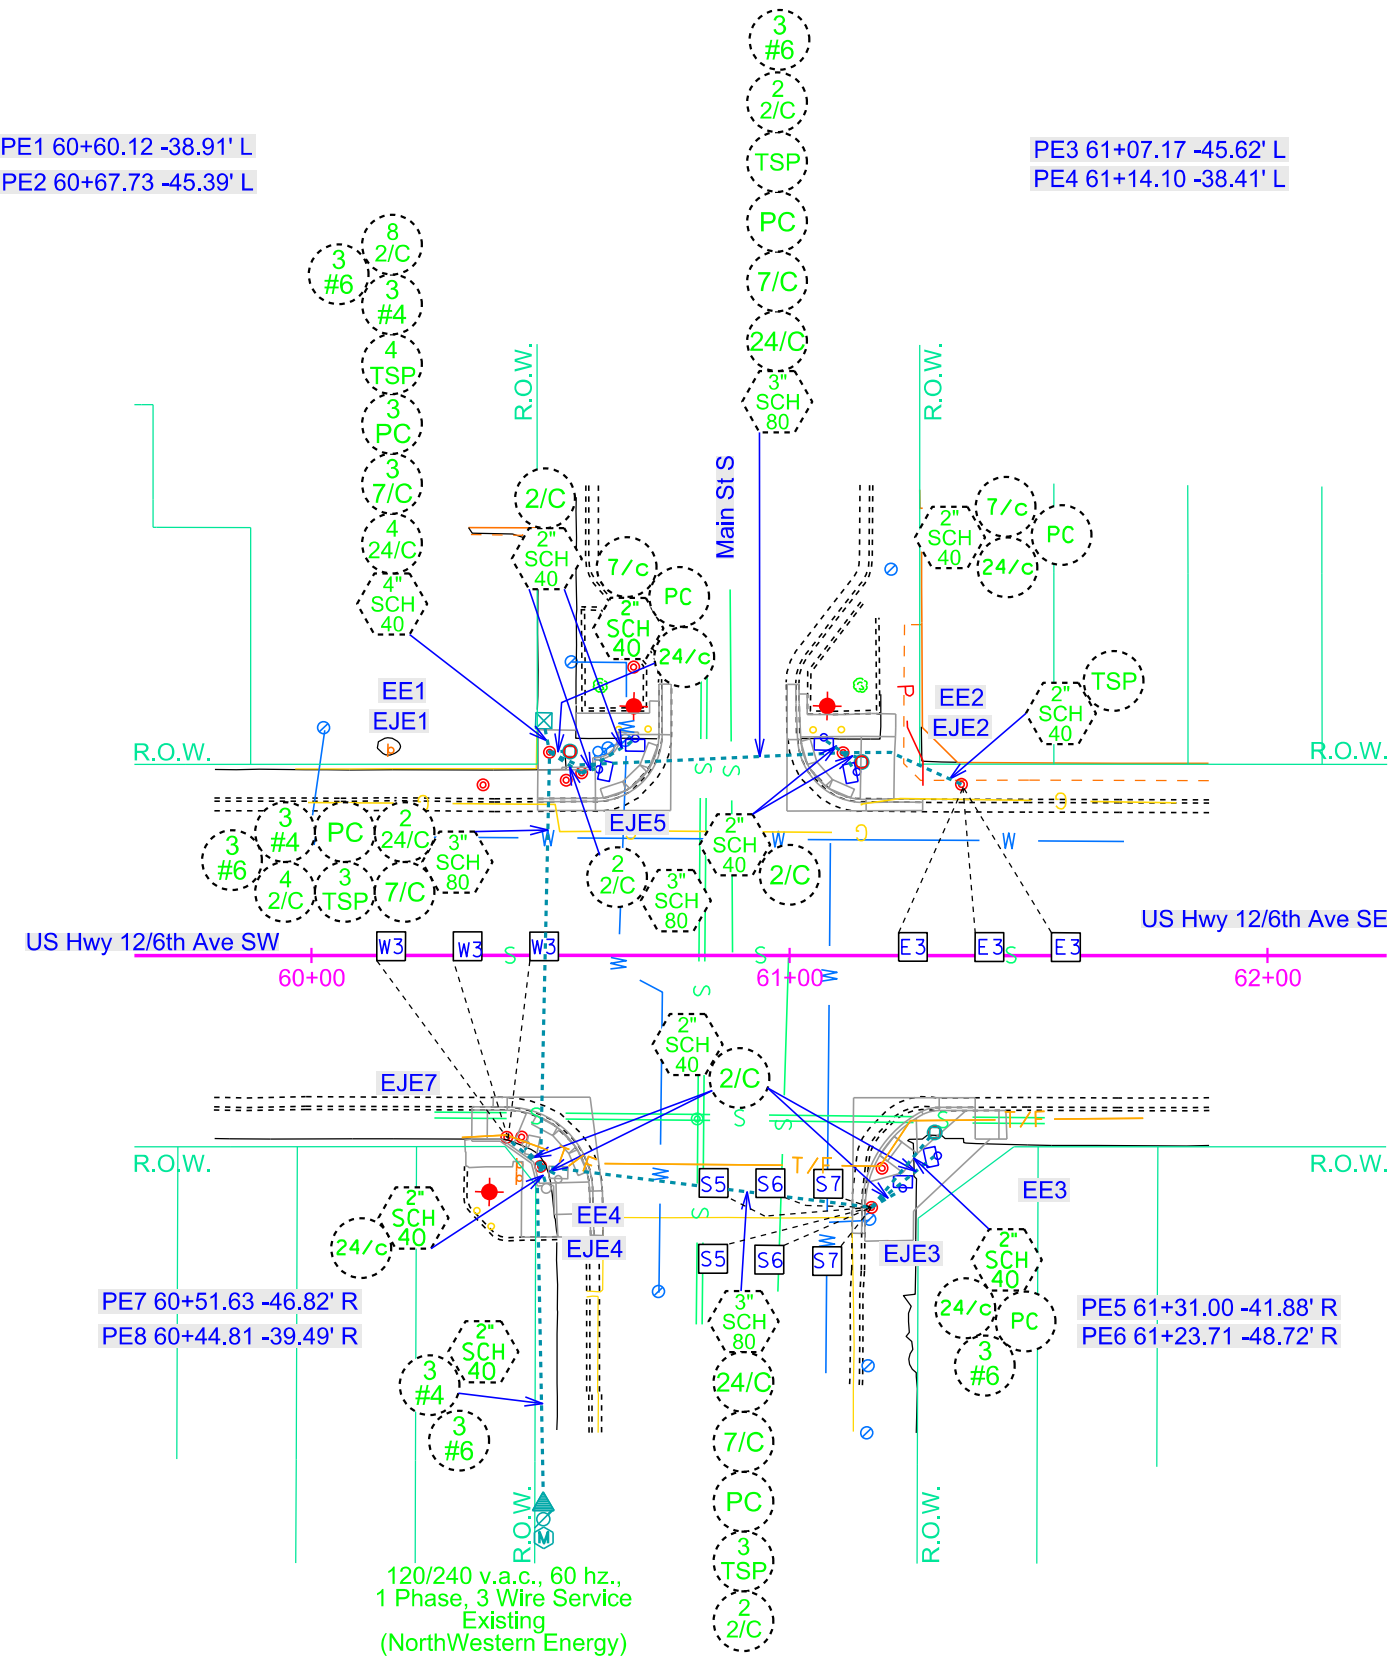 3
#6
2
2/C
TSP
PC
7/C
24/C
3"
SCH
80
PE1 60+60.12 -38.91' L
PE2 60+67.73 -45.39' L
PE3 61+07.17 -45.62' L
PE4 61+14.10 -38.41' L
8
2/C
3
#6
3
#4
4
TSP
3
PC
3
7/C
4
24/C
4"
SCH
40
R.O.W.
R.O.W.
Main St S
2/C
2"
SCH
40
7/c
PC
2"
SCH
40
24/c
2"
SCH
40
7/c
PC
24/c
TSP
2"
SCH
40
EE1
EJE1
EE2
EJE2
P
b
W
S
S
R.O.W.
R.O.W.
3
#6
3
#4
PC
2
24/C
3"
SCH
80
4
2/C
3
TSP
7/C
EJE5
G
G
G
G
W
W
W
2
2/C
3"
SCH
80
2"
SCH
40
2/C
US Hwy 12/6th Ave SW
US Hwy 12/6th Ave SE
W3
W3
W3
E3
E3
E3
S
S
S
W
W
60+00
61+00
62+00
S
2"
SCH
40
2/C
EJE7
S
S
S
S
T/F
T/F
T/F
P
W
W
S
R.O.W.
R.O.W.
S5
S6
S7
S5
S6
S7
EE3
EE4
EJE4
EJE3
2"
SCH
40
24/c
2"
SCH
40
24/c
PC
3
#6
PE7 60+51.63 -46.82' R
PE8 60+44.81 -39.49' R
PE5 61+31.00 -41.88' R
PE6 61+23.71 -48.72' R
2"
SCH
40
3
#4
3
#6
3"
SCH
80
24/C
7/C
PC
3
TSP
2
2/C
R.O.W.
R.O.W.
M
120/240 v.a.c., 60 hz.,
1 Phase, 3 Wire Service
Existing
(NorthWestern Energy)